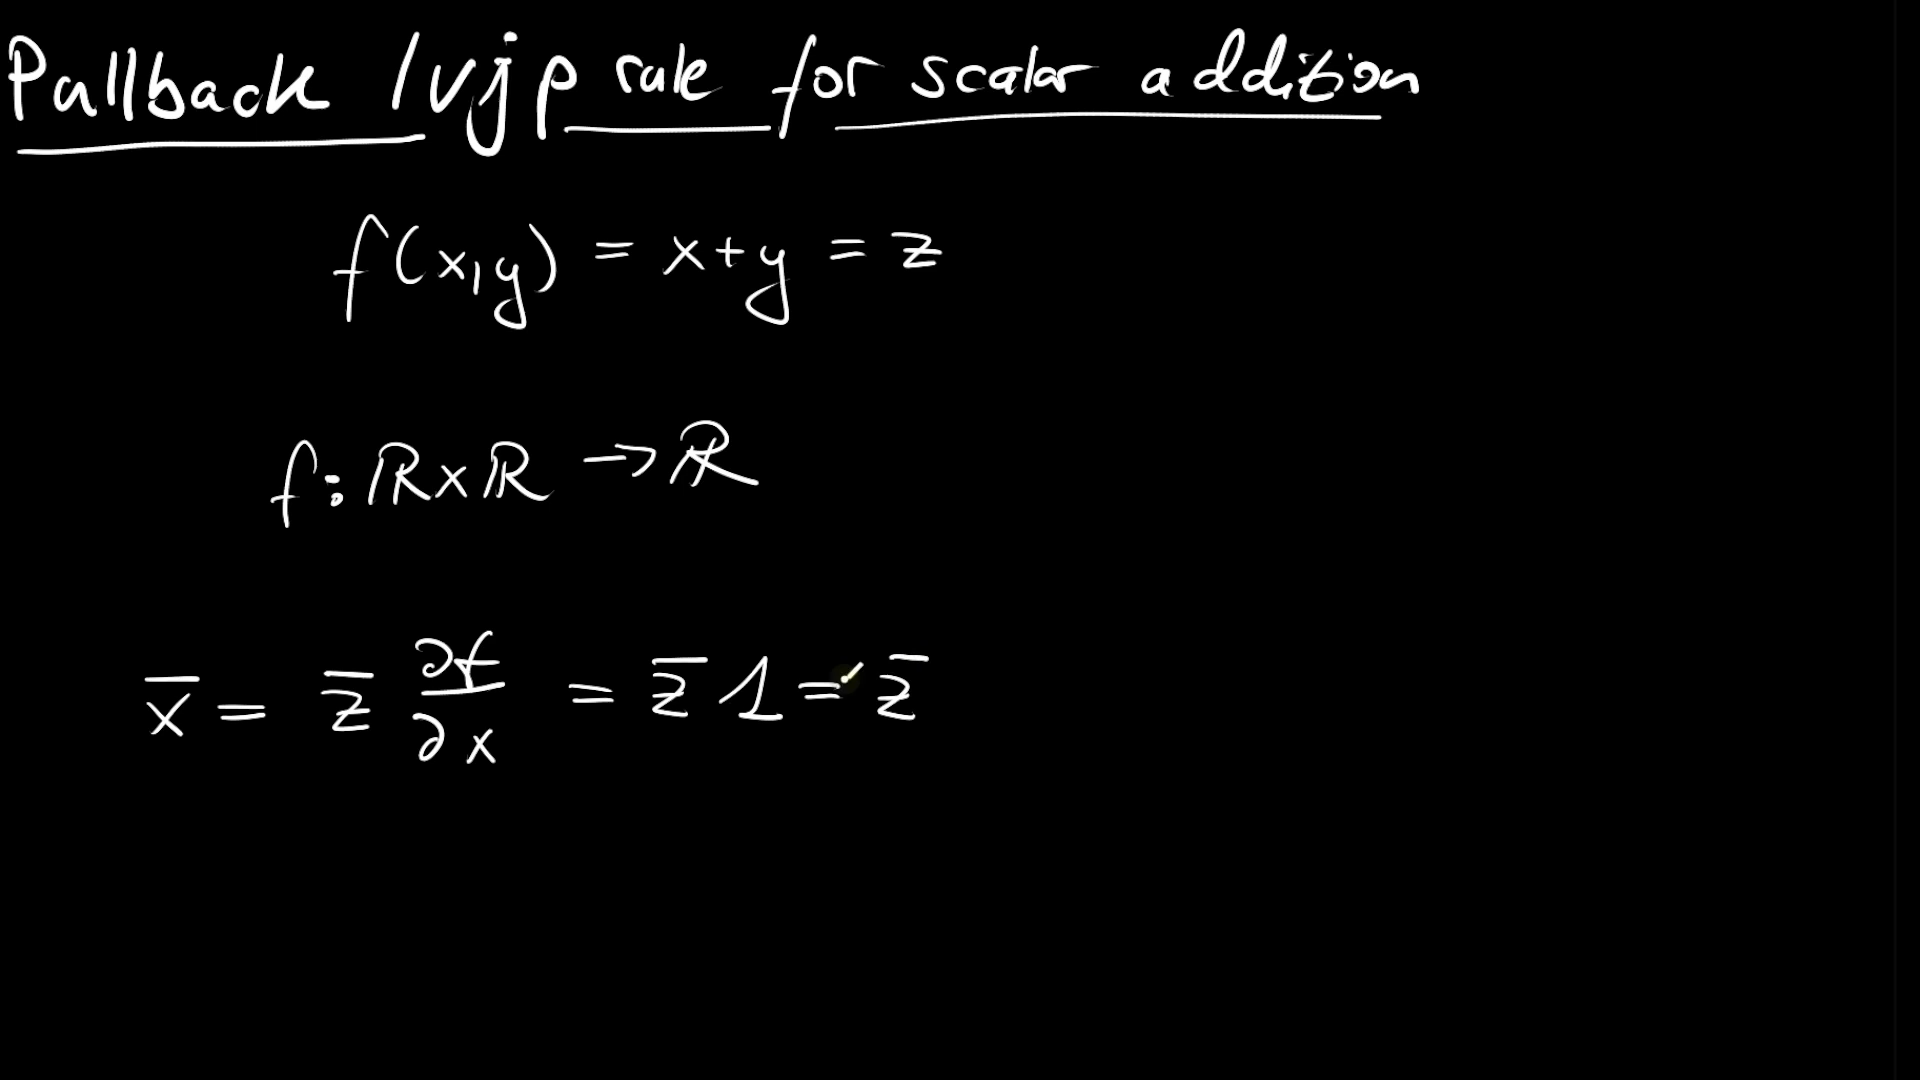 Pullback / vjp rule for scalar addition
f(x,y) = x+y = z
f: ℝ×ℝ → ℝ
x̄ = z̄ ∂f/∂x = z̄ 1 = z̄